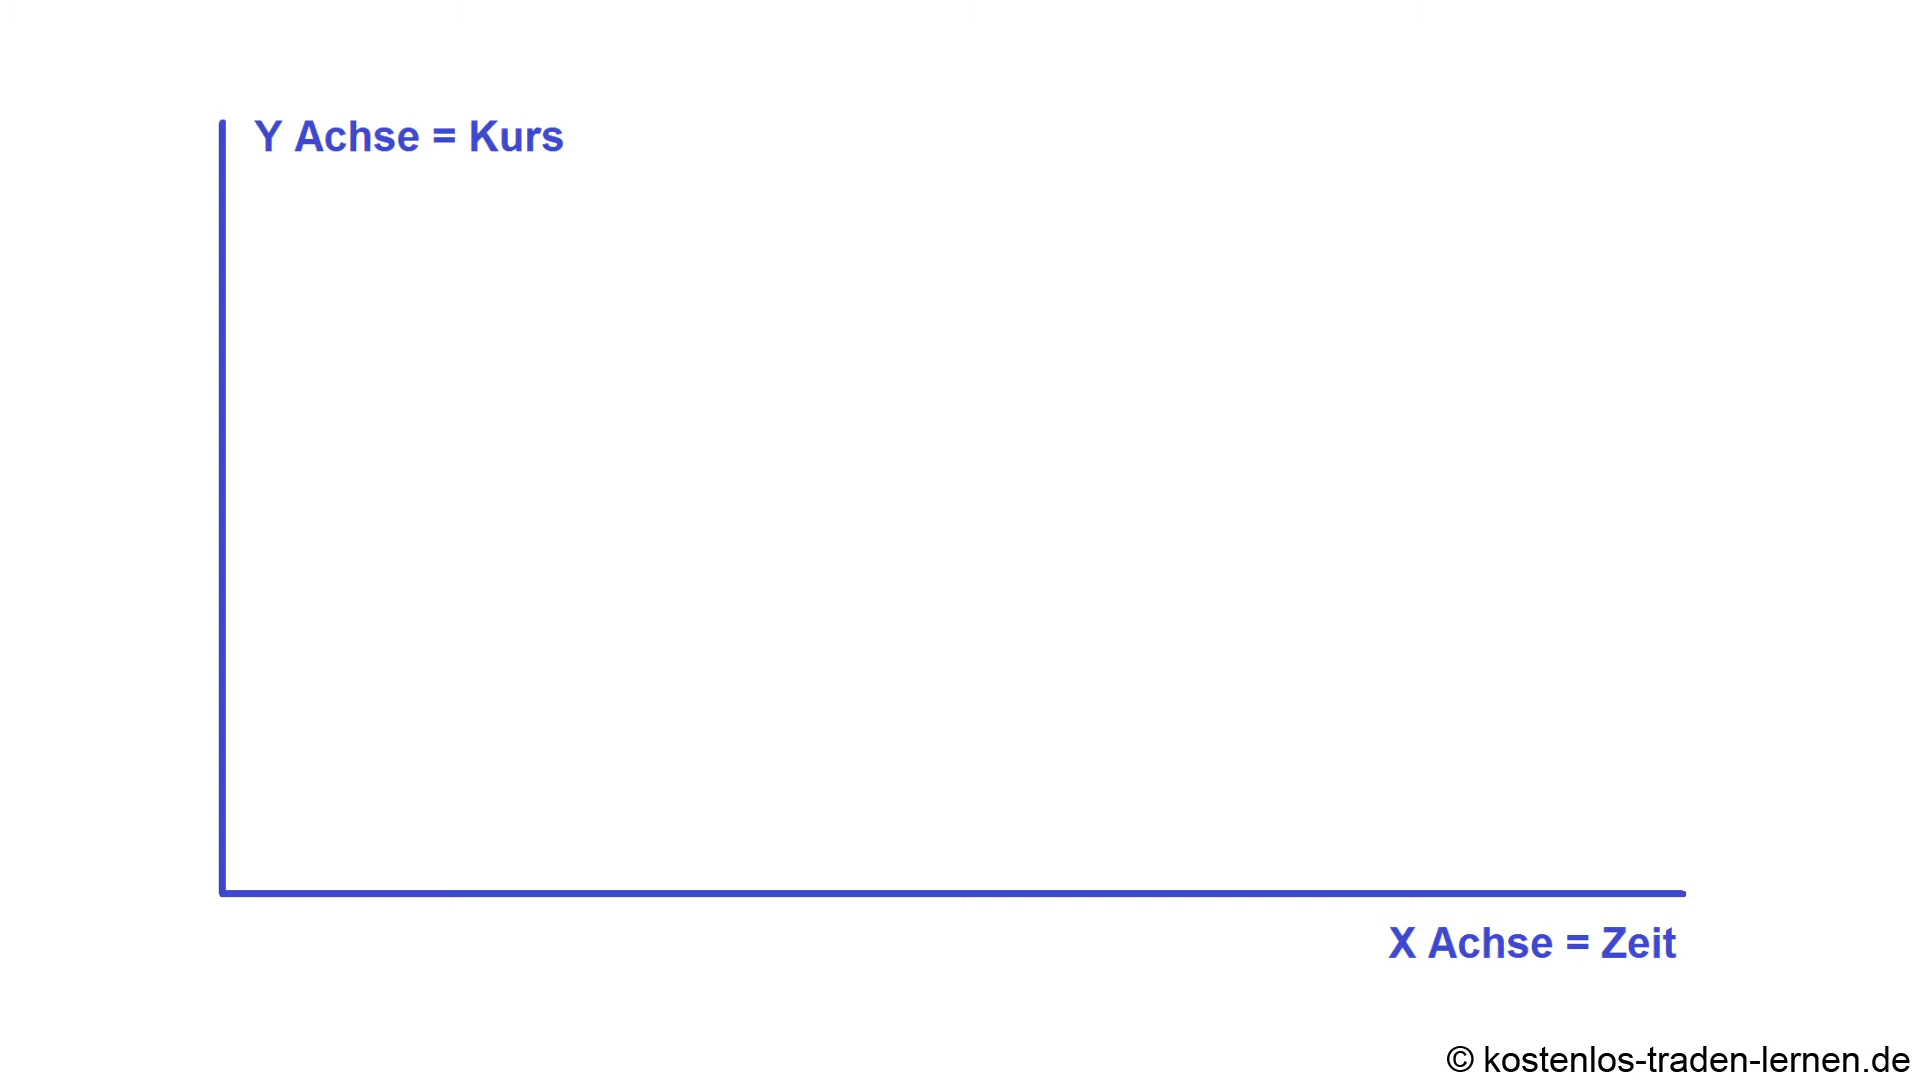 Y Achse = Kurs
X Achse = Zeit
© kostenlos-traden-lernen.de